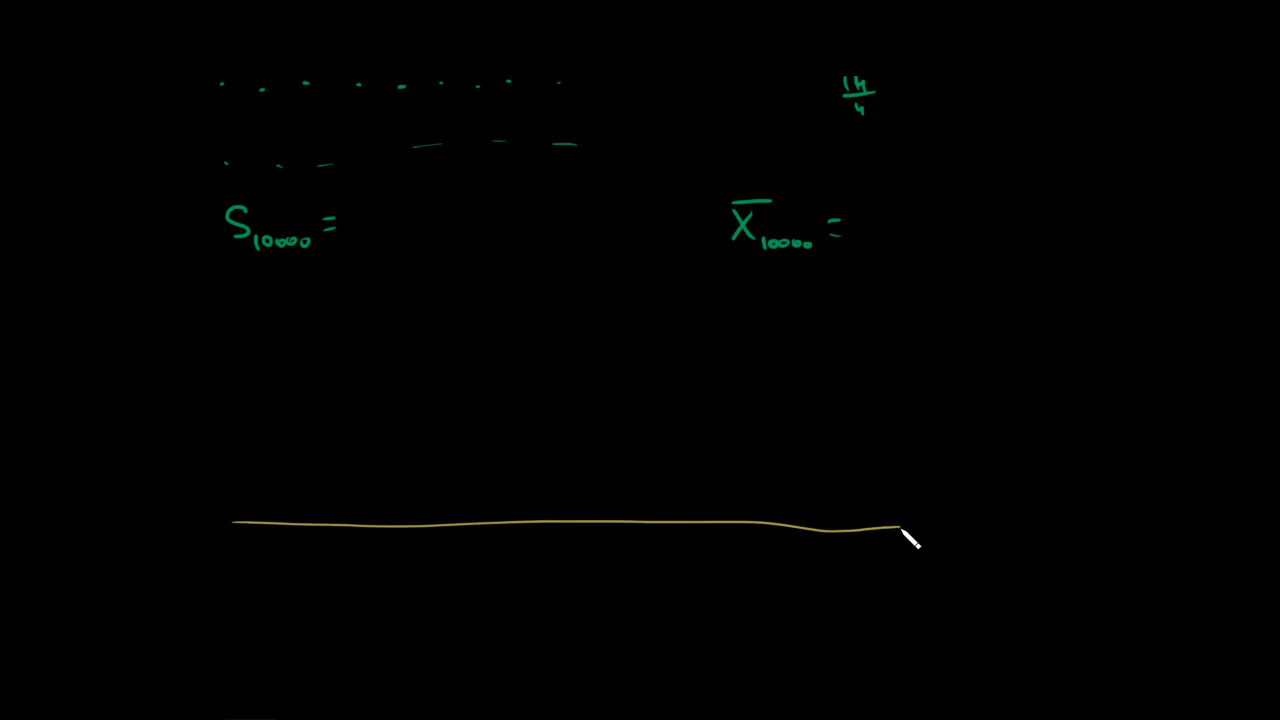 14/4
S₁₀₀₀₀ =
X̅₁₀₀₀₀ =